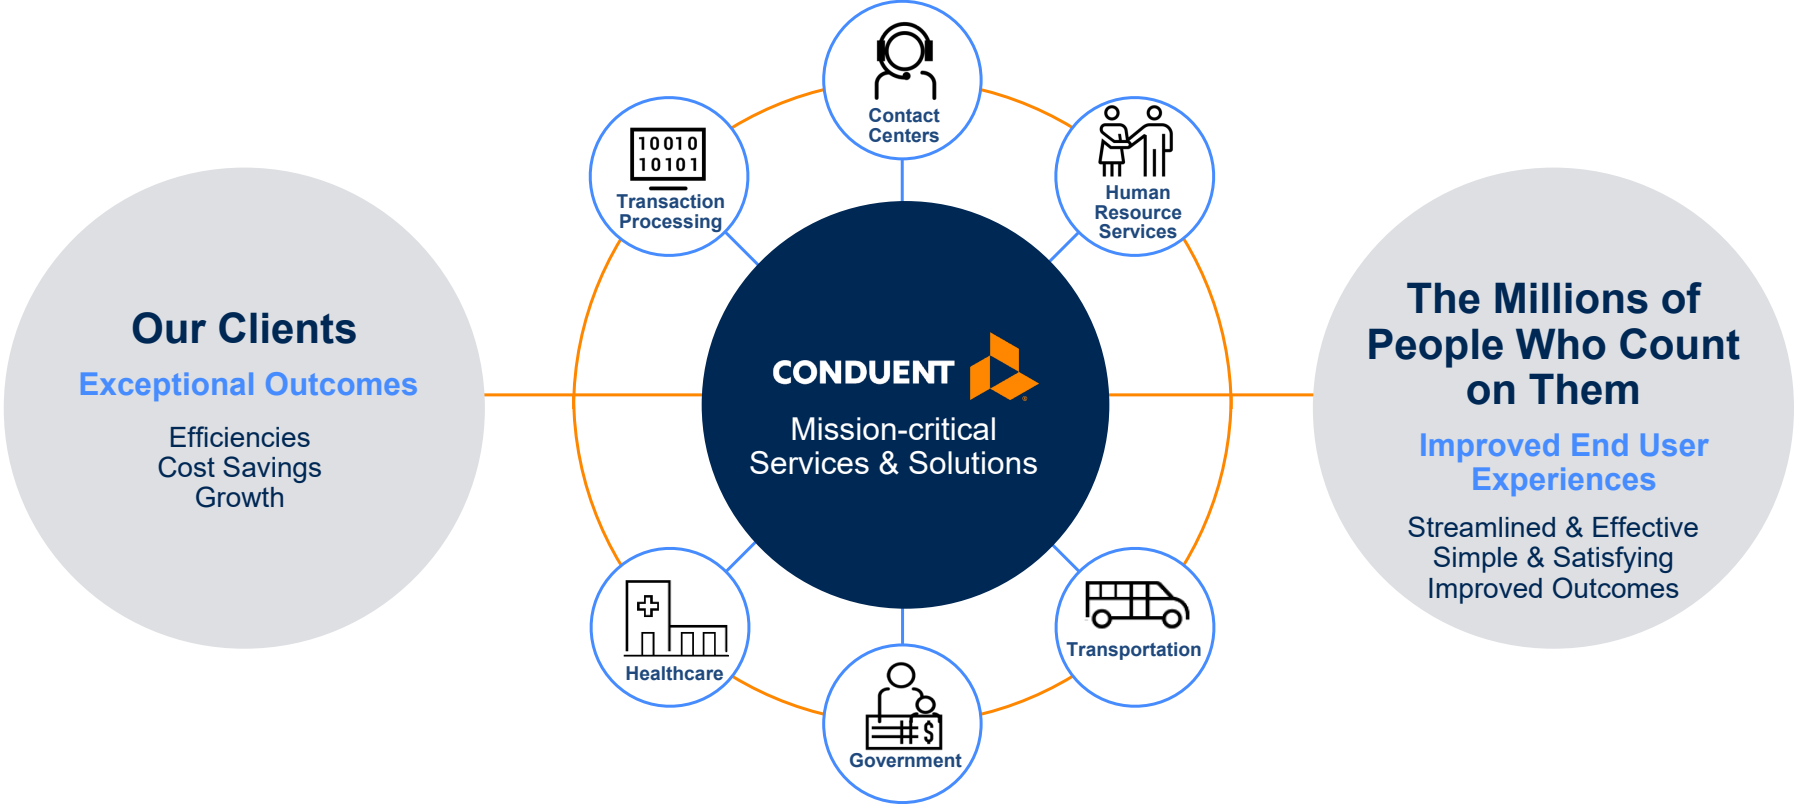 Our Clients
Exceptional Outcomes
Efficiencies
Cost Savings
Growth
Contact
Centers
10010
10101
Transaction
Processing
Human
Resource
Services
CONDUENT
®
Mission-critical
Services & Solutions
Healthcare
$
Government
Transportation
The Millions of
People Who Count
on Them
Improved End User
Experiences
Streamlined & Effective
Simple & Satisfying
Improved Outcomes